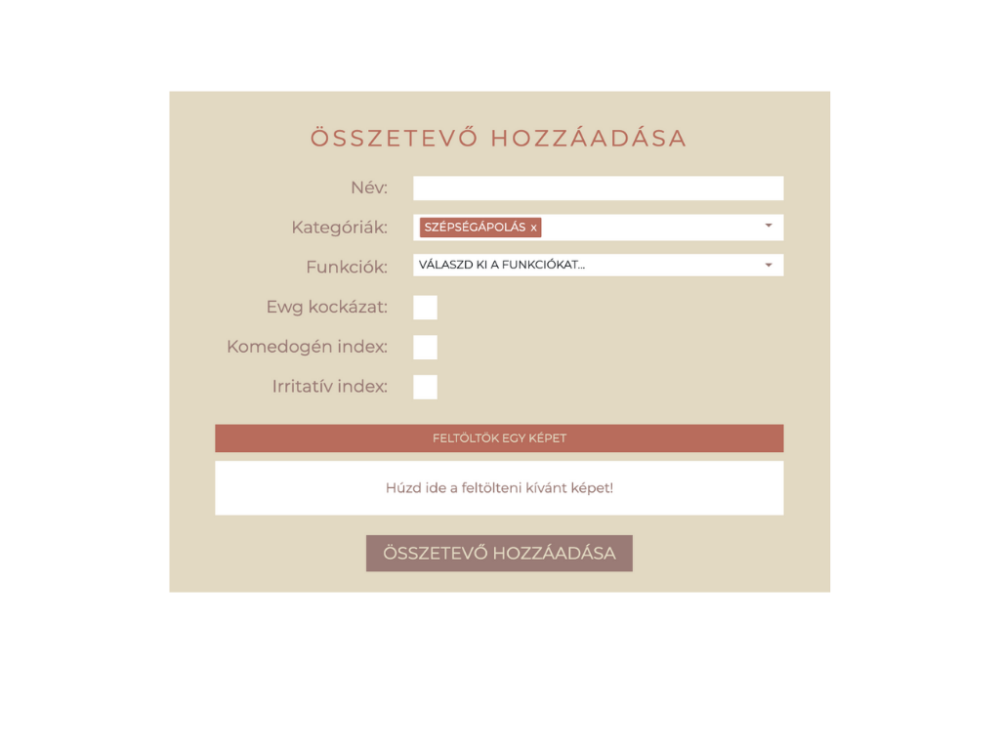 ÖSSZETEVŐ HOZZÁADÁSA
Név:
Kategóriák: SZÉPSÉGÁPOLÁS x
Funkciók: VÁLASZD KI A FUNKCIÓKAT...
Ewg kockázat:
Komedogén index:
Irritatív index:
FELTÖLTÖK EGY KÉPET
Húzd ide a feltölteni kívánt képet!
ÖSSZETEVŐ HOZZÁADÁSA